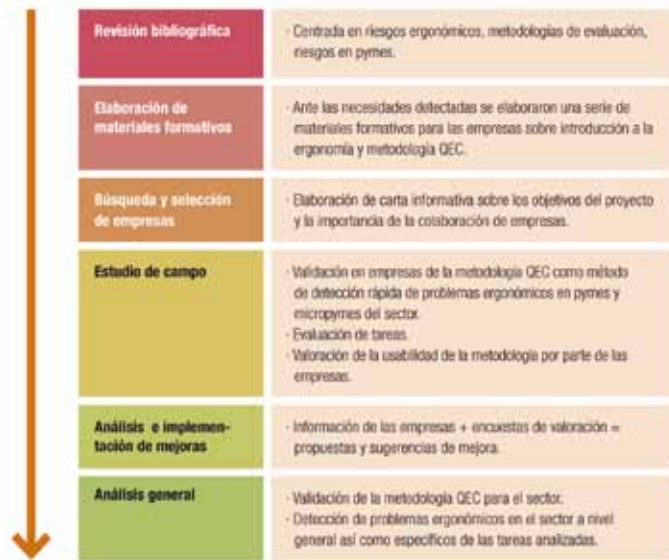 Revisión bibliográfica
· Centrada en riesgos ergonómicos, metodologías de evaluación,
riesgos en pymes.
Elaboración de
materiales formativos
· Ante las necesidades detectadas se elaboraron una serie de
materiales formativos para las empresas sobre introducción a la
ergonomía y metodología QEC.
Búsqueda y selección
de empresas
· Elaboración de carta informativa sobre los objetivos del proyecto
y la importancia de la colaboración de empresas.
Estudio de campo
· Validación en empresas de la metodología QEC como método
de detección rápida de problemas ergonómicos en pymes y
micropymes del sector.
· Evaluación de tareas.
· Valoración de la usabilidad de la metodología por parte de las
empresas.
Análisis e implemen-
tación de mejoras
· Información de las empresas + encuestas de valoración =
propuestas y sugerencias de mejora.
Análisis general
· Validación de la metodología QEC para el sector.
· Detección de problemas ergonómicos en el sector a nivel
general así como específicos de las tareas analizadas.